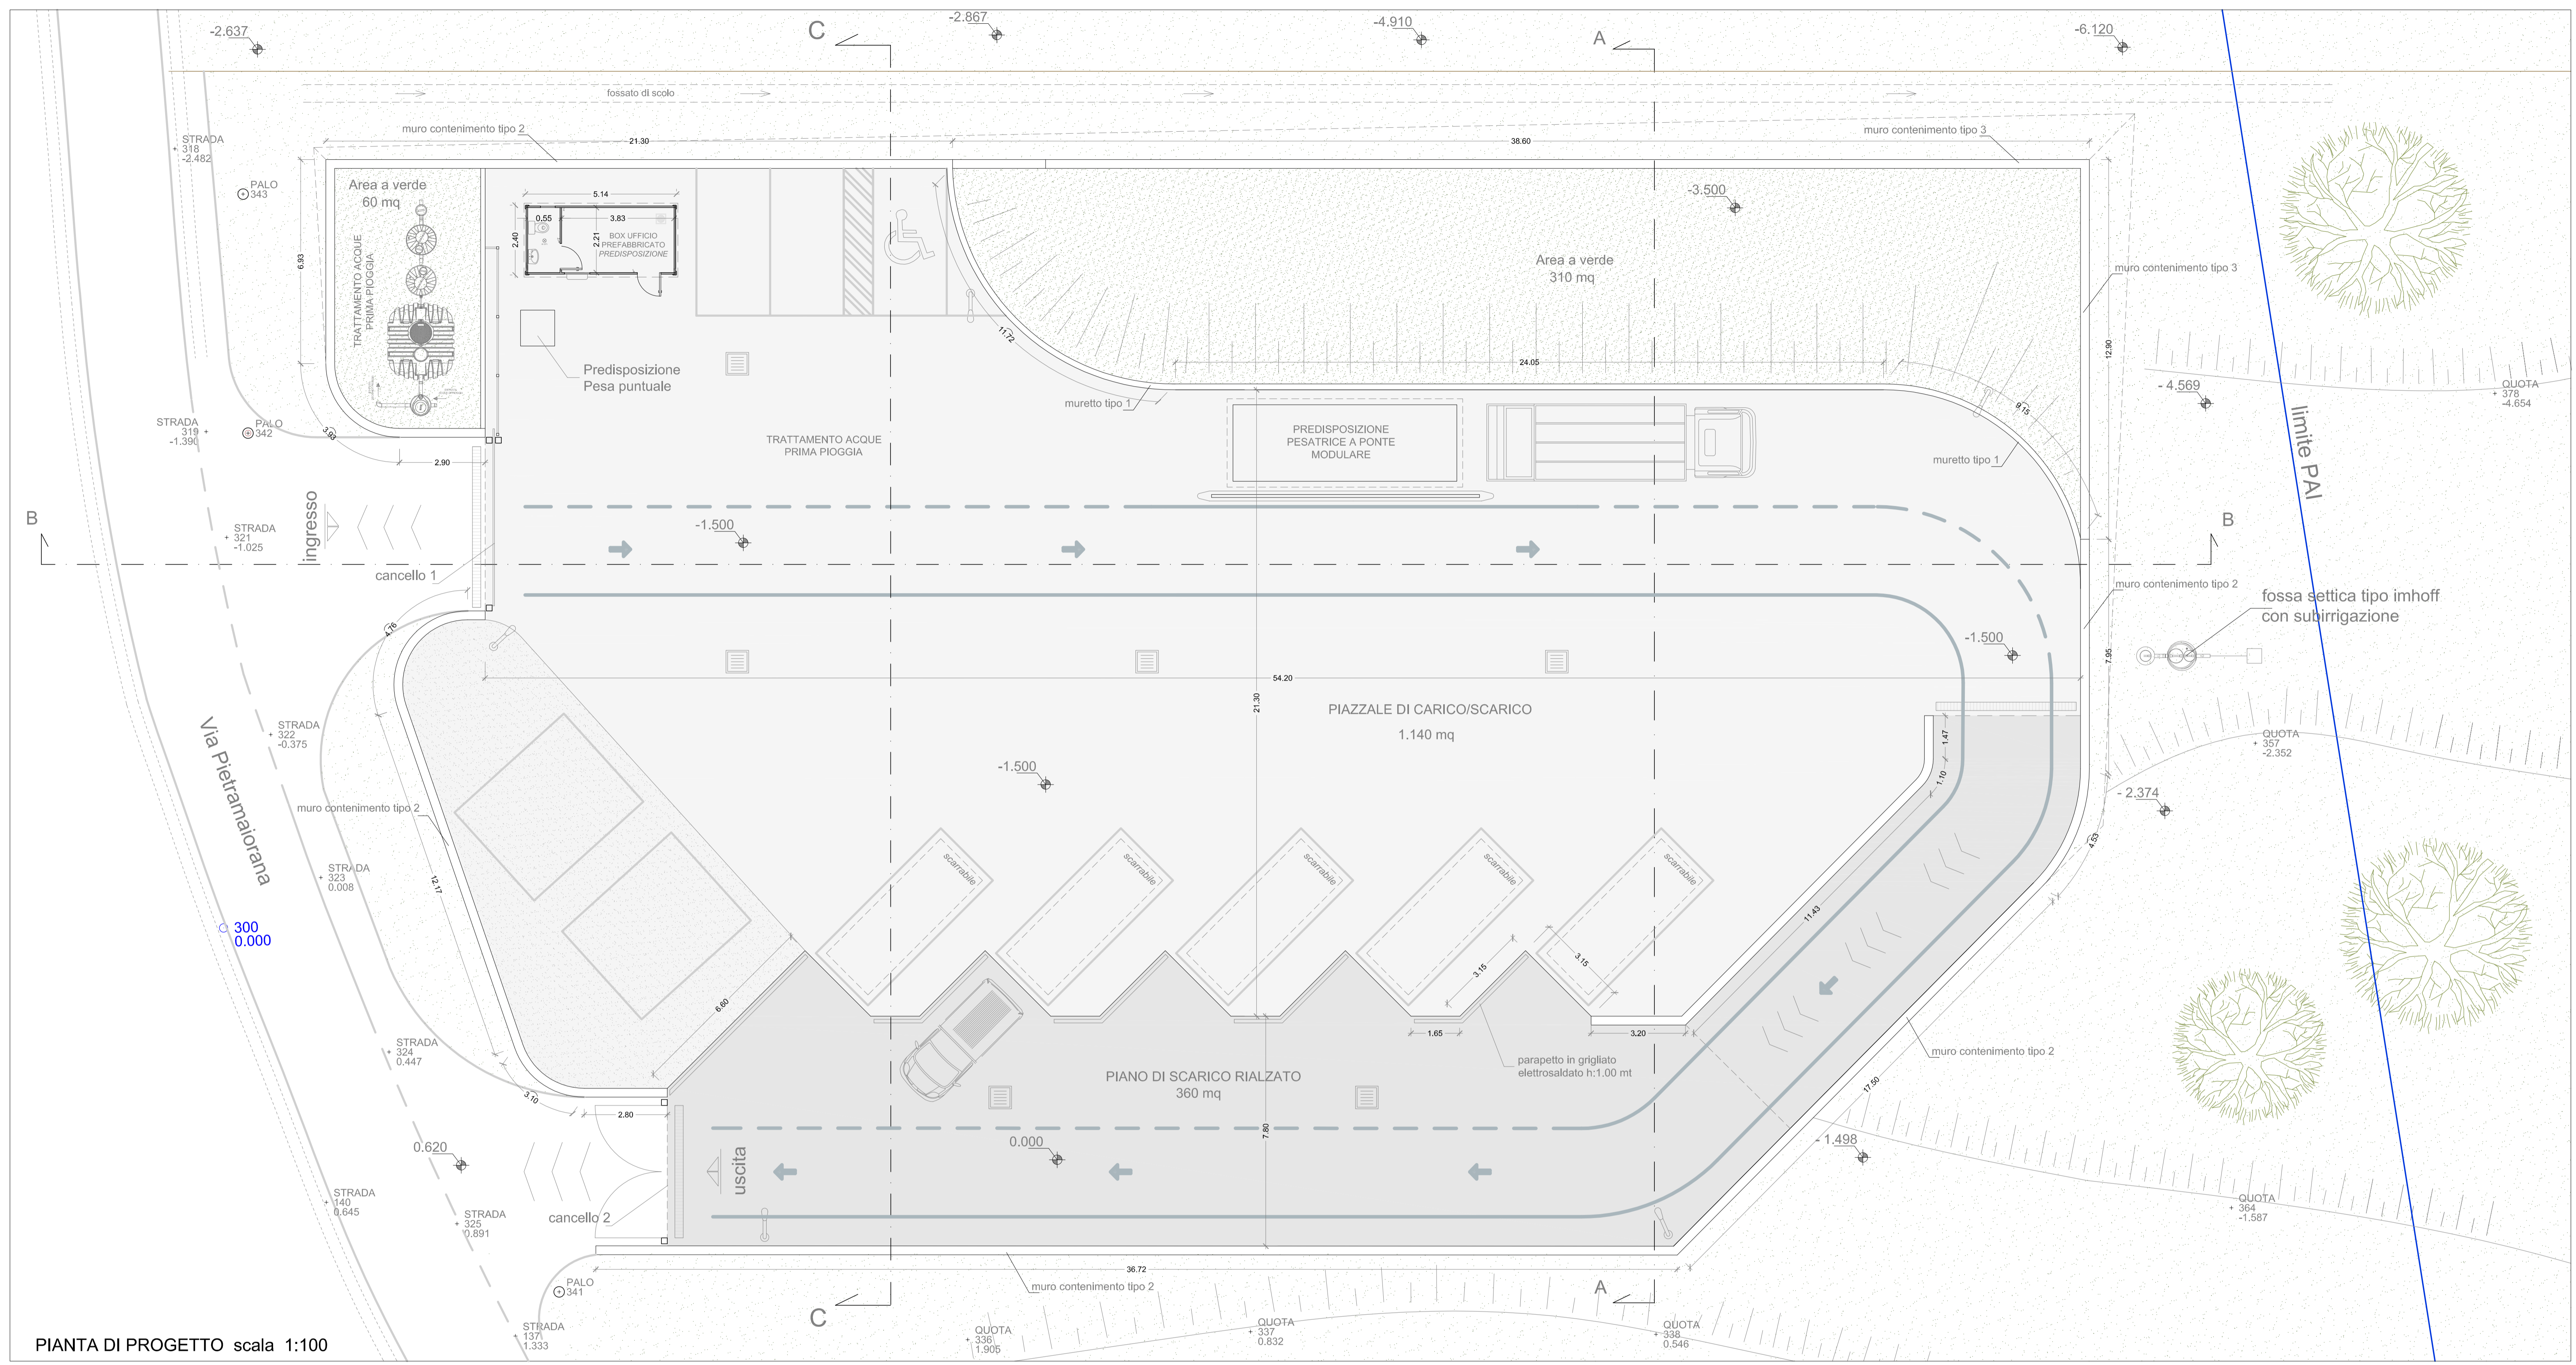 -2.637
C
-2.867
-4.910
A
-6.120
fossato di scolo
muro contenimento tipo 2
21.30
38.60
muro contenimento tipo 3
STRADA
318
-2.482
PALO
343
Area a verde
60 mq
TRATTAMENTO ACQUE
PRIMA PIOGGIA
6.93
5.14
0.55
3.83
2.40
2.21
BOX UFFICIO
PREFABBRICATO
PREDISPOSIZIONE
-3.500
Area a verde
310 mq
muro contenimento tipo 3
11.72
24.05
12.90
9.15
Predisposizione
Pesa puntuale
muretto tipo 1
- 4.569
QUOTA
378
-4.654
limite PAI
STRADA
319
-1.390
PALO
342
3.93
2.90
TRATTAMENTO ACQUE
PRIMA PIOGGIA
PREDISPOSIZIONE
PESATRICE A PONTE
MODULARE
muretto tipo 1
B
ingresso
STRADA
321
-1.025
-1.500
B
cancello 1
muro contenimento tipo 2
fossa settica tipo imhoff
con subirrigazione
4.76
-1.500
7.95
54.20
21.30
PIAZZALE DI CARICO/SCARICO
1.140 mq
Via Pietramaiorana
STRADA
322
-0.375
1.47
QUOTA
357
-2.352
-1.500
1.10
- 2.374
muro contenimento tipo 2
4.53
scarrabile
scarrabile
scarrabile
scarrabile
scarrabile
STRADA
323
0.008
12.17
11.43
300
0.000
3.15
3.15
6.60
1.65
3.20
STRADA
324
0.447
parapetto in grigliato
elettrosaldato h:1.00 mt
muro contenimento tipo 2
PIANO DI SCARICO RIALZATO
360 mq
17.50
3.10
2.80
7.80
0.620
0.000
- 1.498
uscita
STRADA
140
0.645
STRADA
325
0.891
cancello 2
QUOTA
364
-1.587
36.72
PALO
341
muro contenimento tipo 2
A
C
STRADA
137
1.333
QUOTA
336
1.905
QUOTA
337
0.832
QUOTA
338
0.546
PIANTA DI PROGETTO scala 1:100